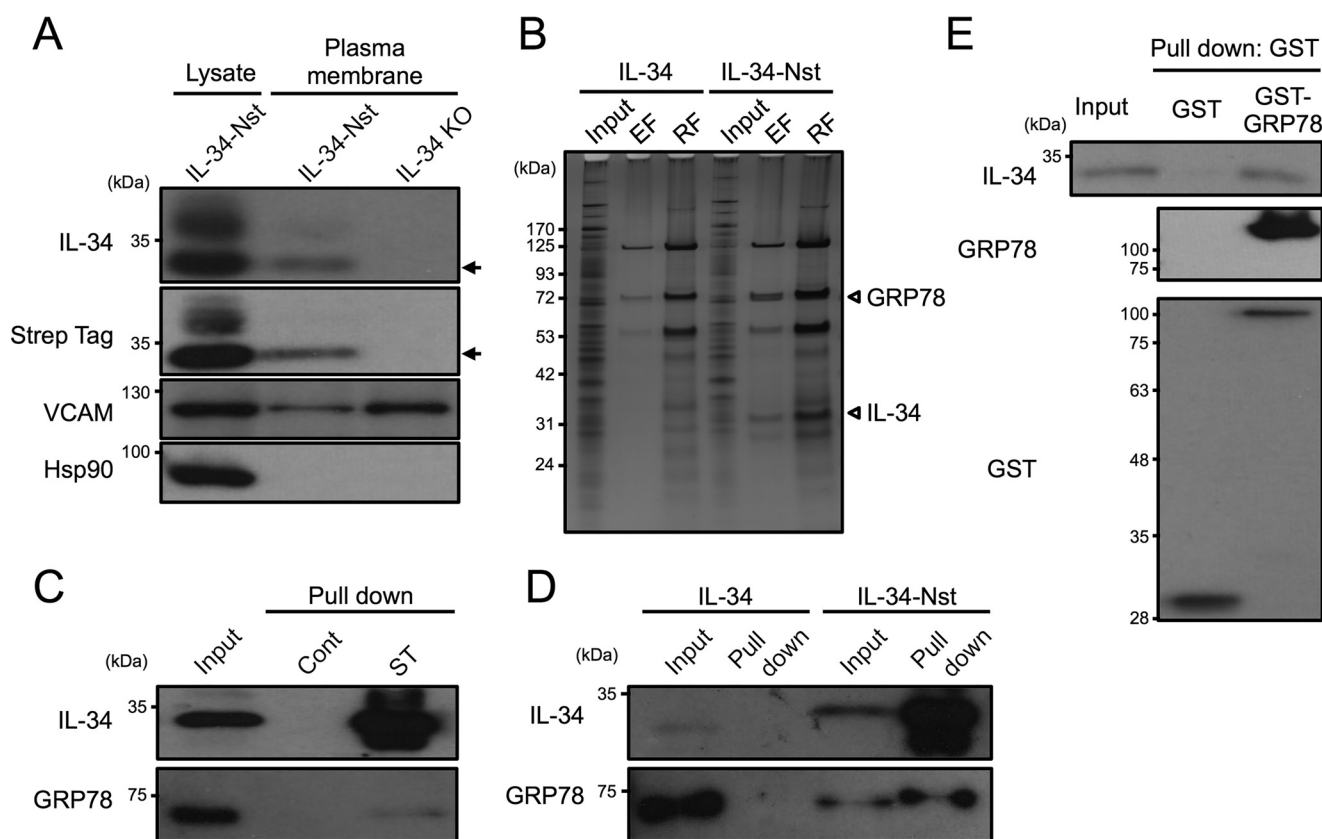 A
Plasma
membrane
Lysate
IL-34-Nst
IL-34-Nst
IL-34 KO
(kDa)
IL-34
35
Strep Tag
35
VCAM
130
Hsp90
100
B
IL-34
IL-34-Nst
Input
EF
RF
Input
EF
RF
(kDa)
170
125
93
72
53
42
31
24
GRP78
IL-34
C
Pull down
(kDa)
Input
Cont
ST
IL-34
35
GRP78
75
D
IL-34
IL-34-Nst
(kDa)
Input
Pull
down
Input
Pull
down
IL-34
35
GRP78
75
E
Pull down: GST
Input
GST
GST-
GRP78
(kDa)
IL-34
35
GRP78
100
75
GST
100
75
63
48
35
28